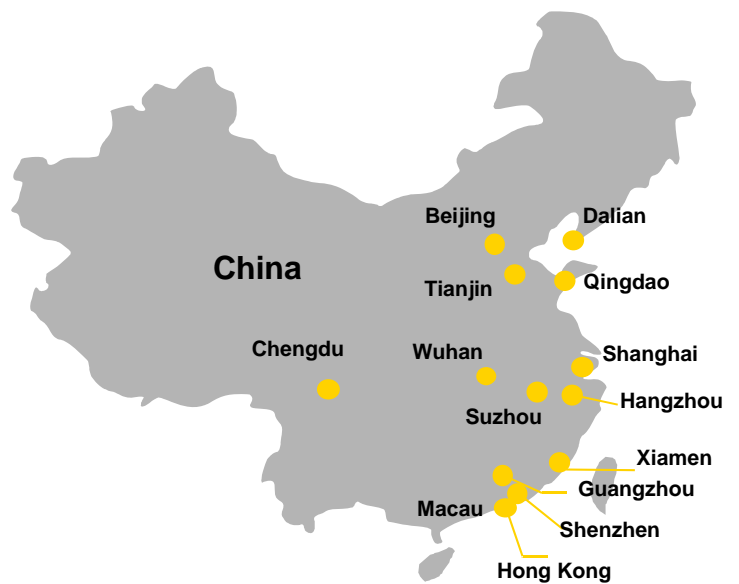 Beijing
Dalian
China
Tianjin
Qingdao
Chengdu
Wuhan
Shanghai
Suzhou
Hangzhou
Xiamen
Guangzhou
Macau
Shenzhen
Hong Kong